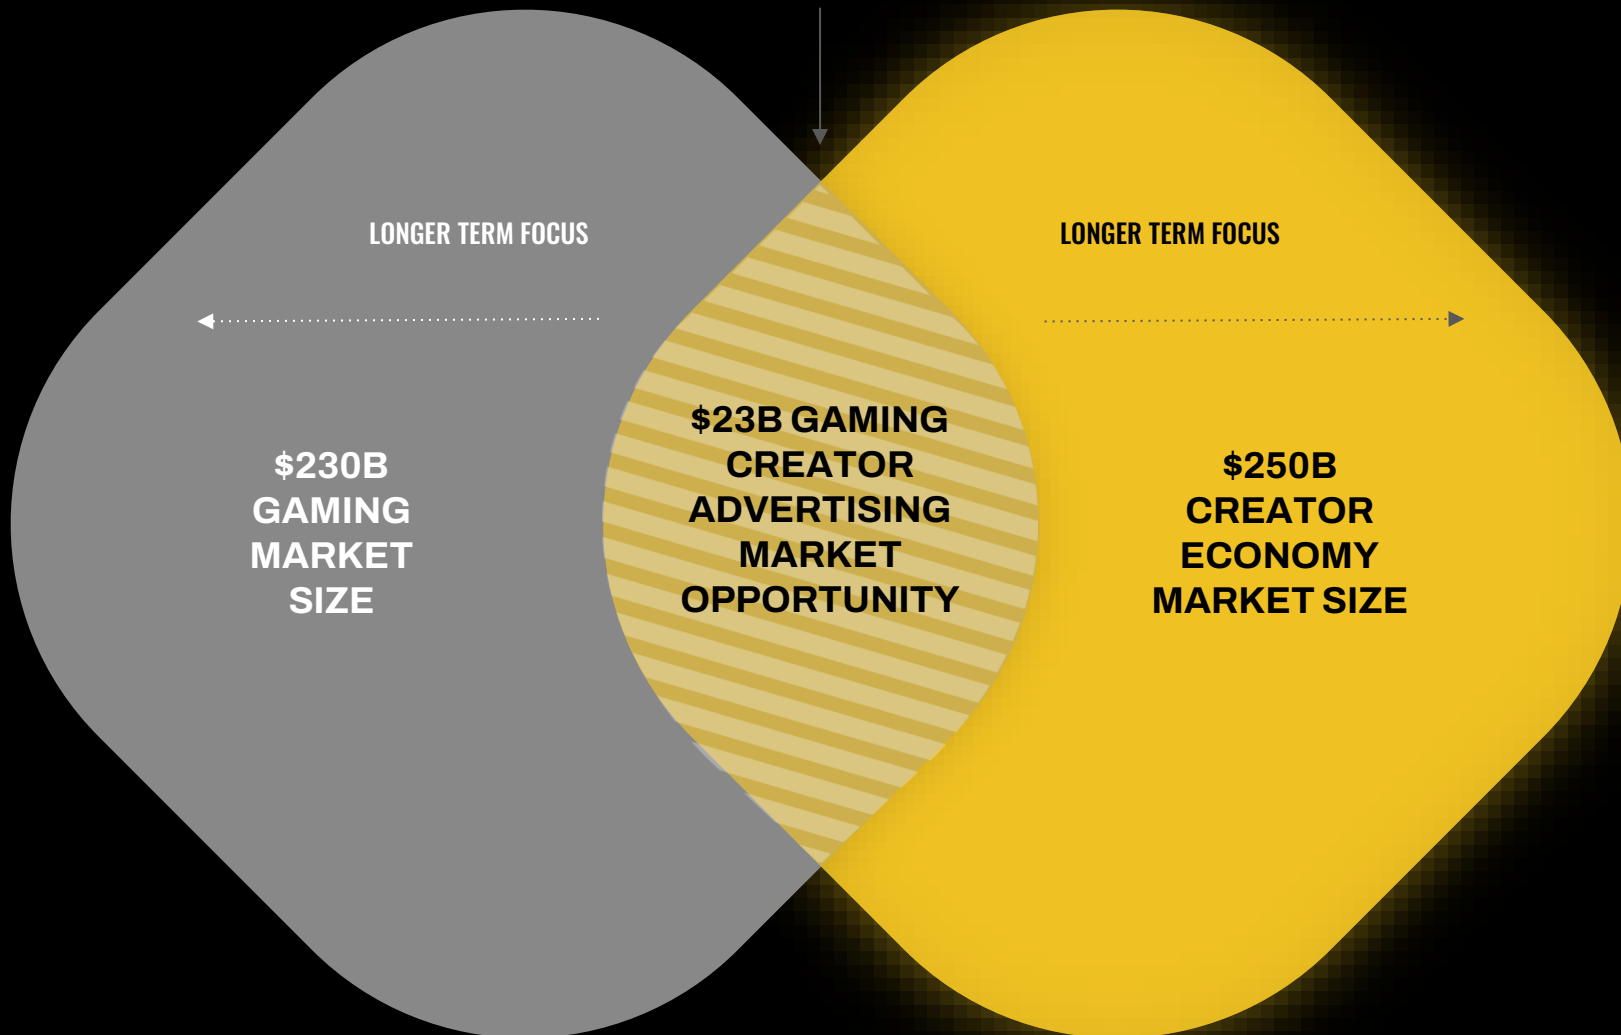 LONGER TERM FOCUS
LONGER TERM FOCUS
$230B
GAMING
MARKET
SIZE
$23B GAMING
CREATOR
ADVERTISING
MARKET
OPPORTUNITY
$250B
CREATOR
ECONOMY
MARKET SIZE